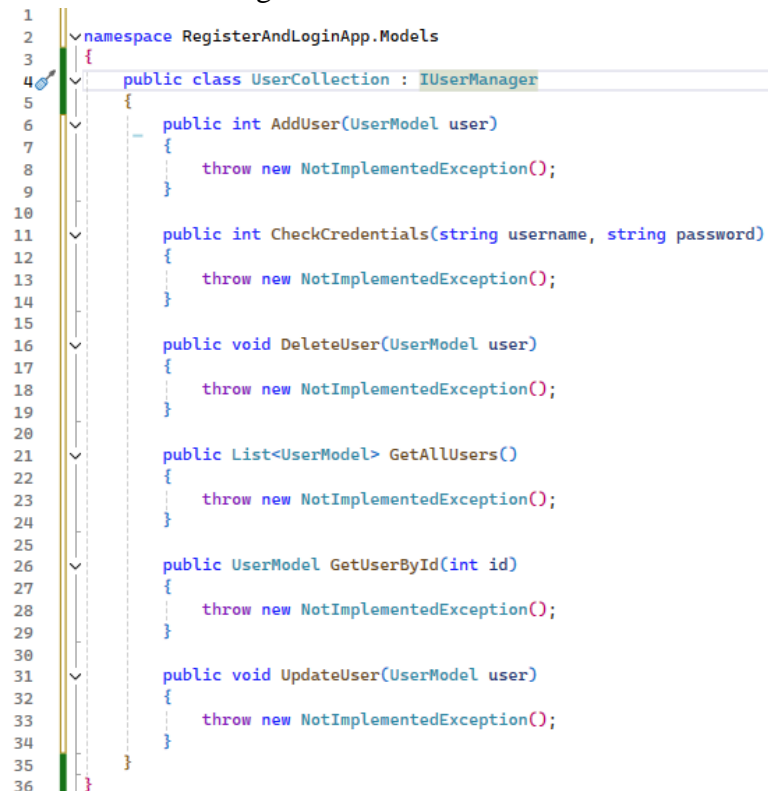 1
2 namespace RegisterAndLoginApp.Models
3 {
4 public class UserCollection : IUserManager
5 {
6 public int AddUser(UserModel user)
7 {
8 throw new NotImplementedException();
9 }
10
11 public int CheckCredentials(string username, string password)
12 {
13 throw new NotImplementedException();
14 }
15
16 public void DeleteUser(UserModel user)
17 {
18 throw new NotImplementedException();
19 }
20
21 public List<UserModel> GetAllUsers()
22 {
23 throw new NotImplementedException();
24 }
25
26 public UserModel GetUserById(int id)
27 {
28 throw new NotImplementedException();
29 }
30
31 public void UpdateUser(UserModel user)
32 {
33 throw new NotImplementedException();
34 }
35 }
36 }